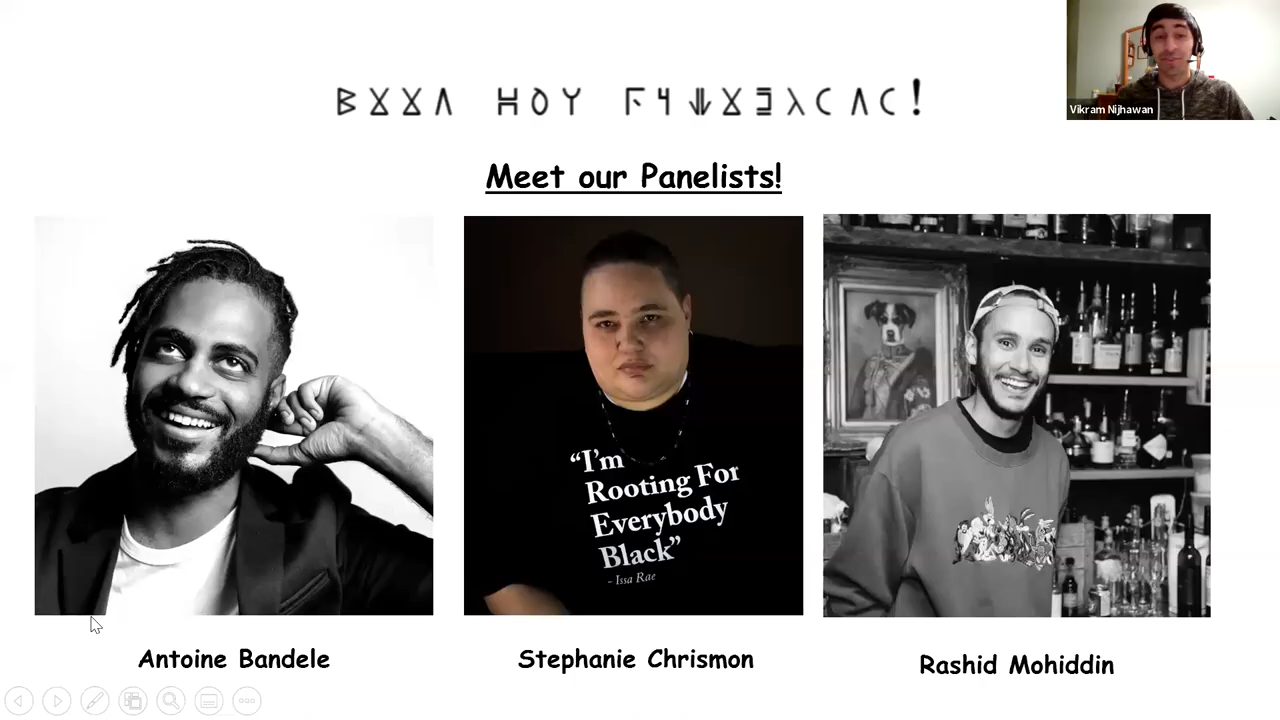 Vikram Nijhawan
Meet our Panelists!
“I’m
Rooting For
Everybody
Black”
- Issa Rae
Antoine Bandele
Stephanie Chrismon
Rashid Mohiddin